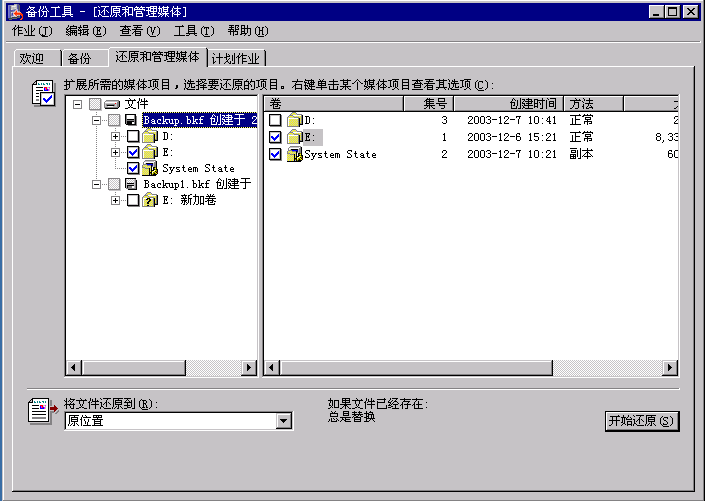 备份工具 - [还原和管理媒体]
作业(J) 编辑(E) 查看(V) 工具(T) 帮助(H)
欢迎 备份 还原和管理媒体 计划作业
扩展所需的媒体项目，选择要还原的项目。右键单击某个媒体项目查看其选项(C):
文件
Backup.bkf 创建于 2
D:
E:
System State
Backup1.bkf 创建于
E: 新加卷
卷 集号 创建时间 方法
D: 3 2003-12-7 10:41 正常 2
E: 1 2003-12-6 15:21 正常 8,33
System State 2 2003-12-7 10:21 副本 60
将文件还原到(R):
原位置
如果文件已经存在:
总是替换
开始还原(S)